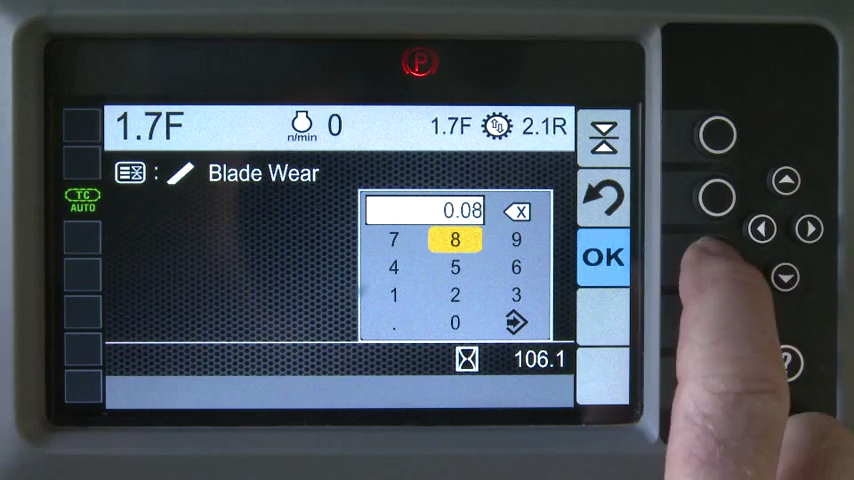 P
1.7F
n/min 0
1.7F 2.1R
TC
AUTO
: Blade Wear
0.08
X
7 8 9
4 5 6
1 2 3
. 0
OK
106.1
?